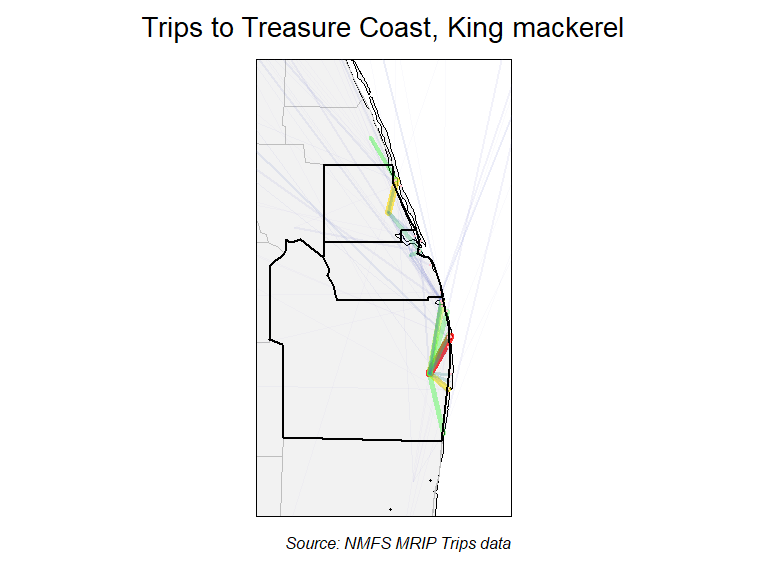 Trips to Treasure Coast, King mackerel
Source: NMFS MRIP Trips data